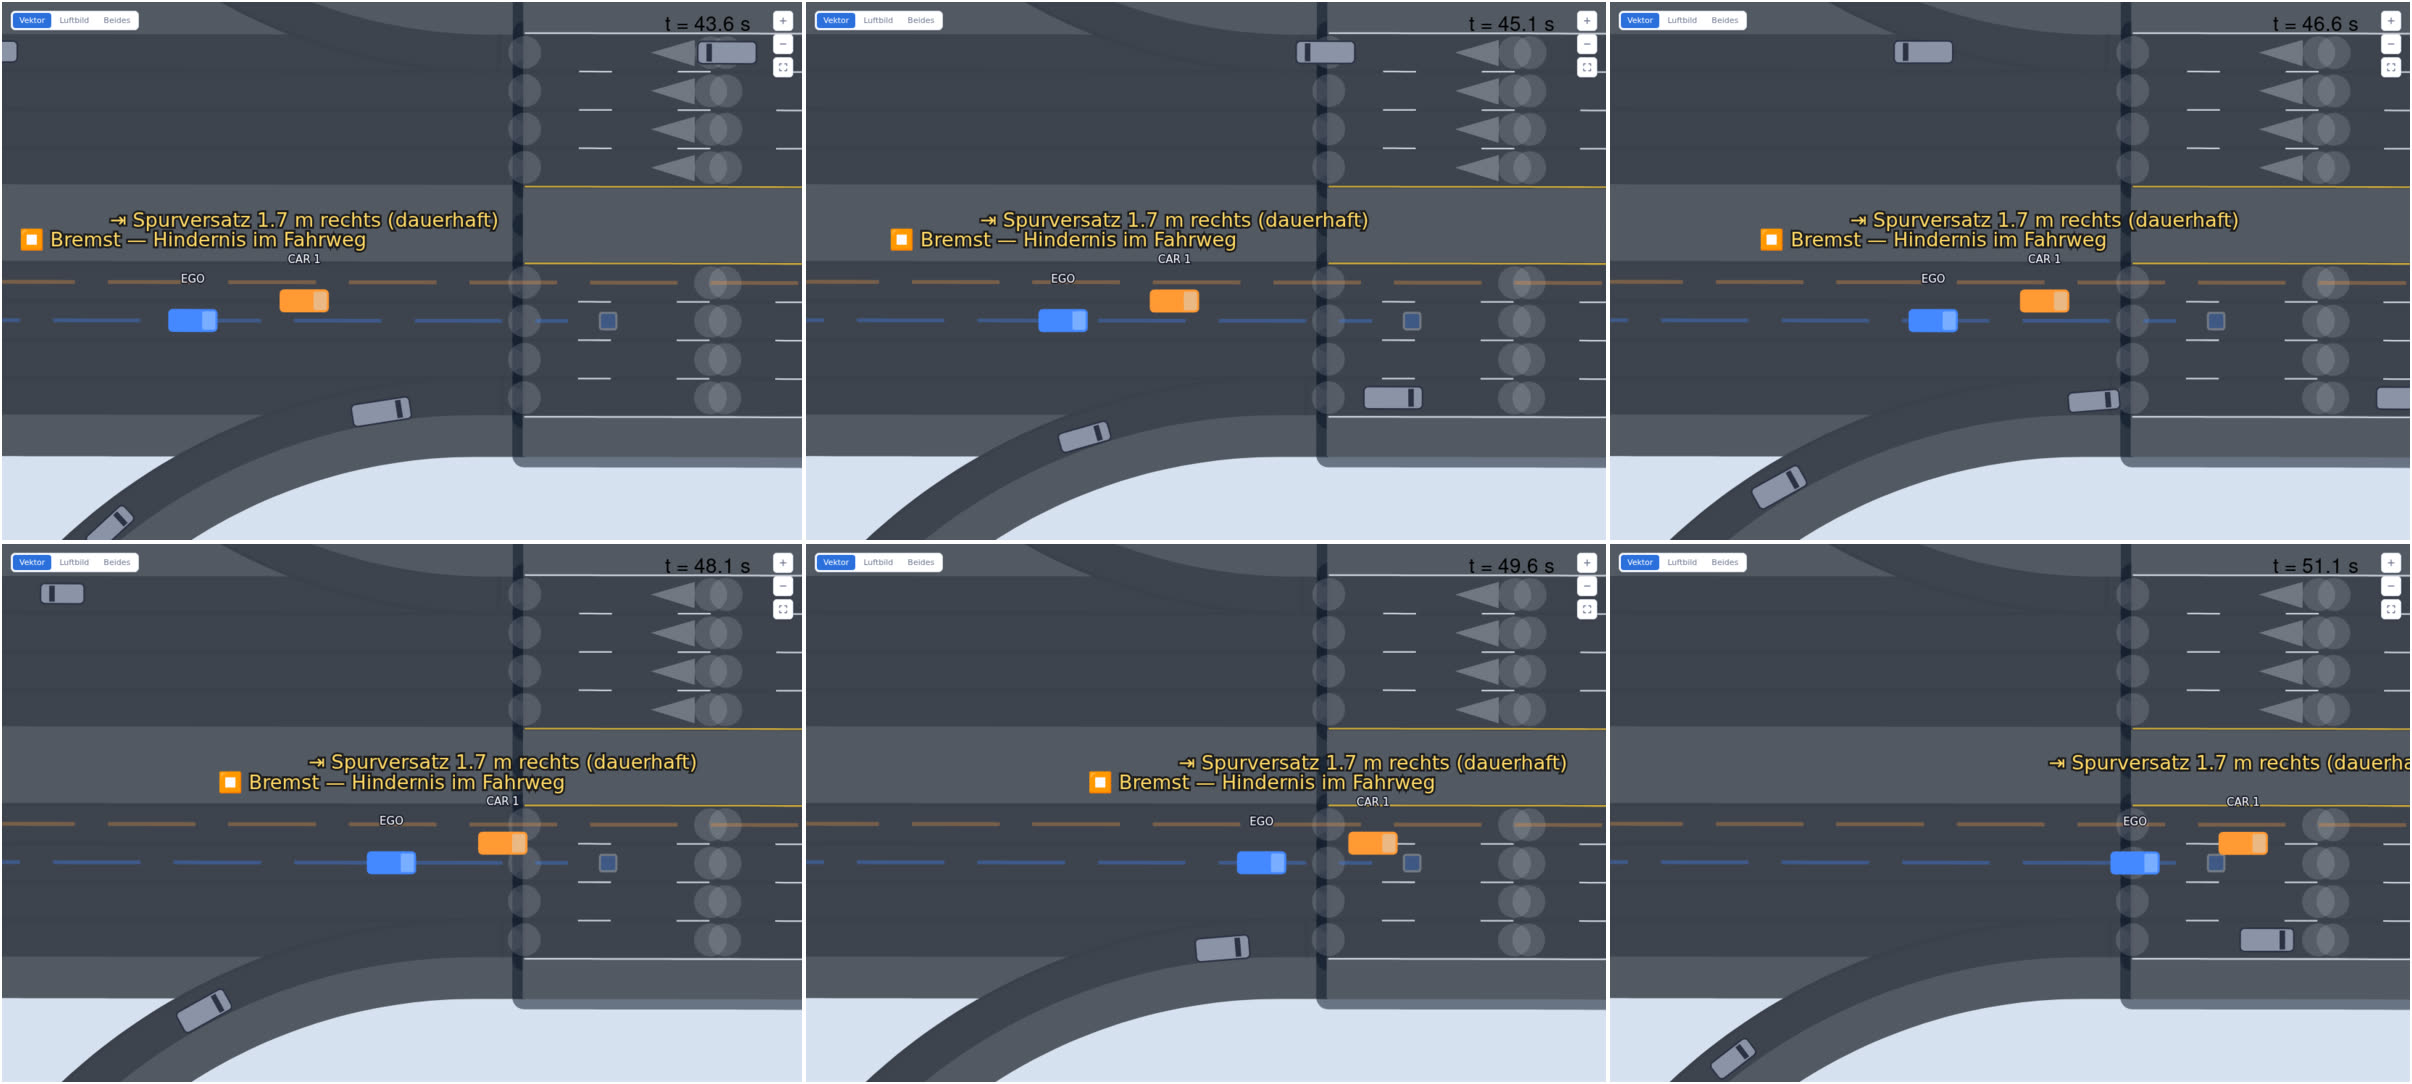 Vektor Luftbild Beides
t = 43.6 s
⇥ Spurversatz 1.7 m rechts (dauerhaft)
Bremst — Hindernis im Fahrweg
CAR 1
EGO
Vektor Luftbild Beides
t = 45.1 s
⇥ Spurversatz 1.7 m rechts (dauerhaft)
Bremst — Hindernis im Fahrweg
CAR 1
EGO
Vektor Luftbild Beides
t = 46.6 s
⇥ Spurversatz 1.7 m rechts (dauerhaft)
Bremst — Hindernis im Fahrweg
CAR 1
EGO
Vektor Luftbild Beides
t = 48.1 s
⇥ Spurversatz 1.7 m rechts (dauerhaft)
Bremst — Hindernis im Fahrweg
CAR 1
EGO
Vektor Luftbild Beides
t = 49.6 s
⇥ Spurversatz 1.7 m rechts (dauerhaft)
Bremst — Hindernis im Fahrweg
CAR 1
EGO
Vektor Luftbild Beides
t = 51.1 s
⇥ Spurversatz 1.7 m rechts (dauerha
CAR 1
EGO